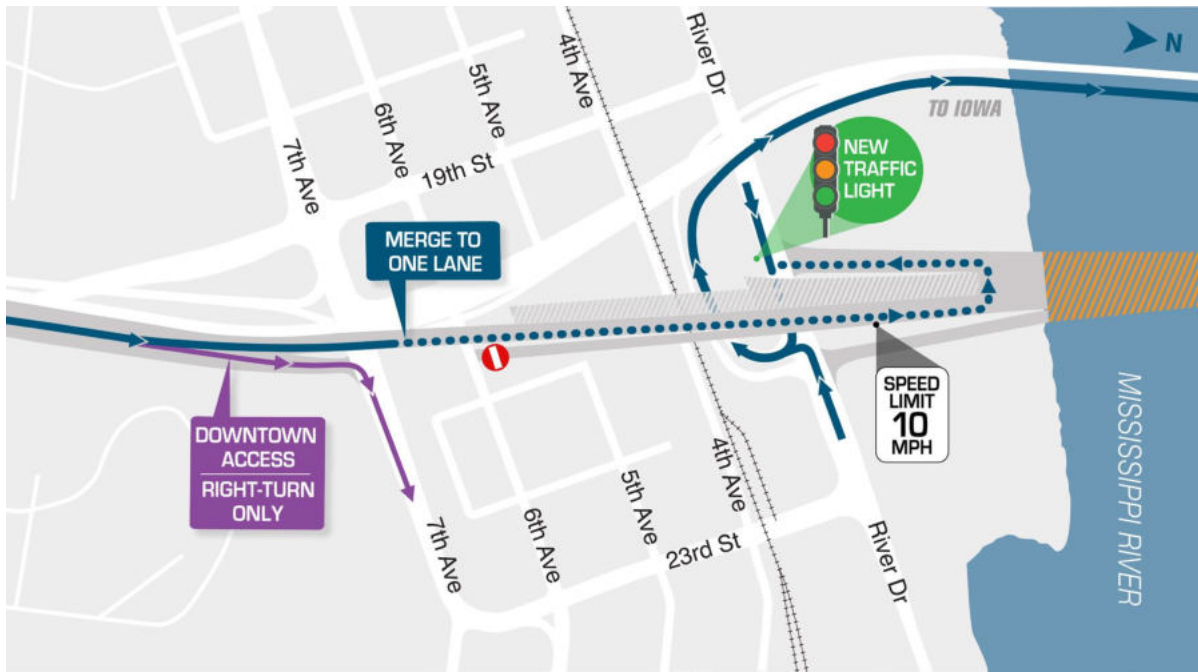 N
River Dr
4th Ave
5th Ave
6th Ave
7th Ave
19th St
TO IOWA
NEW
TRAFFIC
LIGHT
MERGE TO
ONE LANE
SPEED
LIMIT
10
MPH
DOWNTOWN
ACCESS
RIGHT-TURN
ONLY
7th Ave
6th Ave
5th Ave
4th Ave
23rd St
River Dr
MISSISSIPPI RIVER